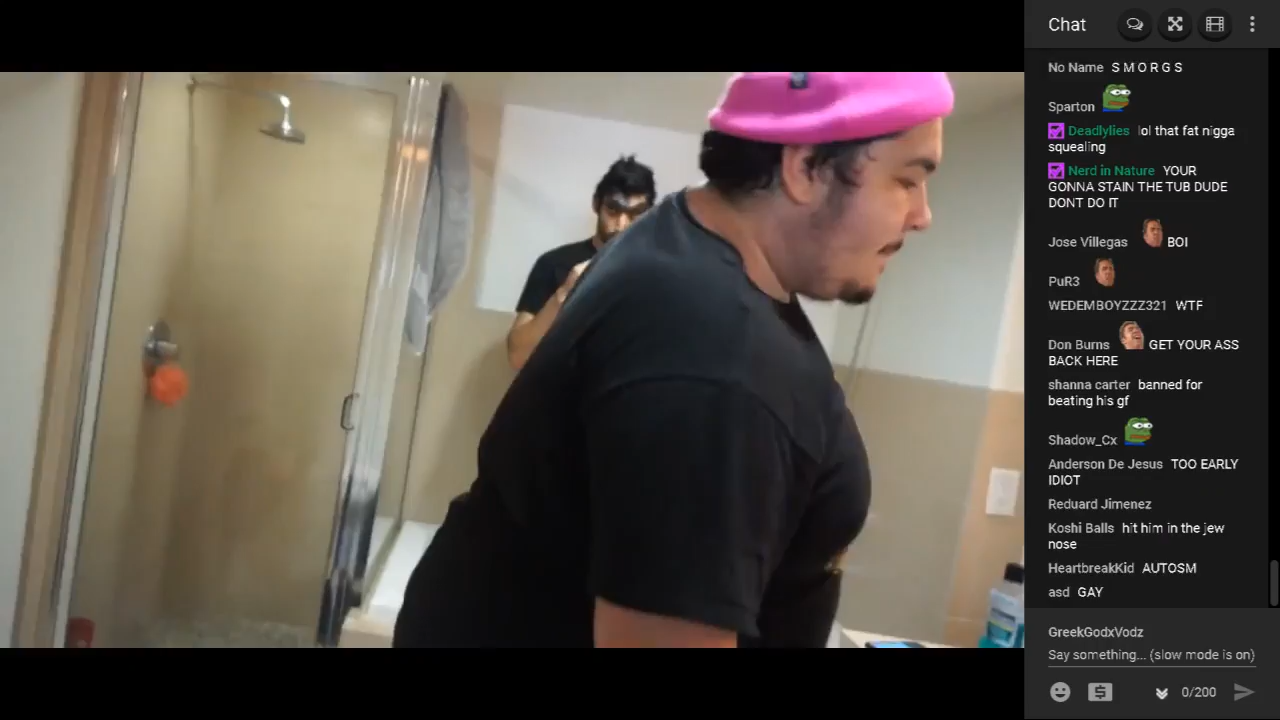 Chat
No Name S M O R G S
Sparton
Deadlylies lol that fat nigga
squealing
Nerd in Nature YOUR
GONNA STAIN THE TUB DUDE
DONT DO IT
Jose Villegas BOI
PuR3
WEDEMBOYZZZ321 WTF
Don Burns GET YOUR ASS
BACK HERE
shanna carter banned for
beating his gf
Shadow_Cx
Anderson De Jesus TOO EARLY
IDIOT
Reduard Jimenez
Koshi Balls hit him in the jew
nose
HeartbreakKid AUTOSM
asd GAY
GreekGodxVodz
Say something... (slow mode is on)
0/200